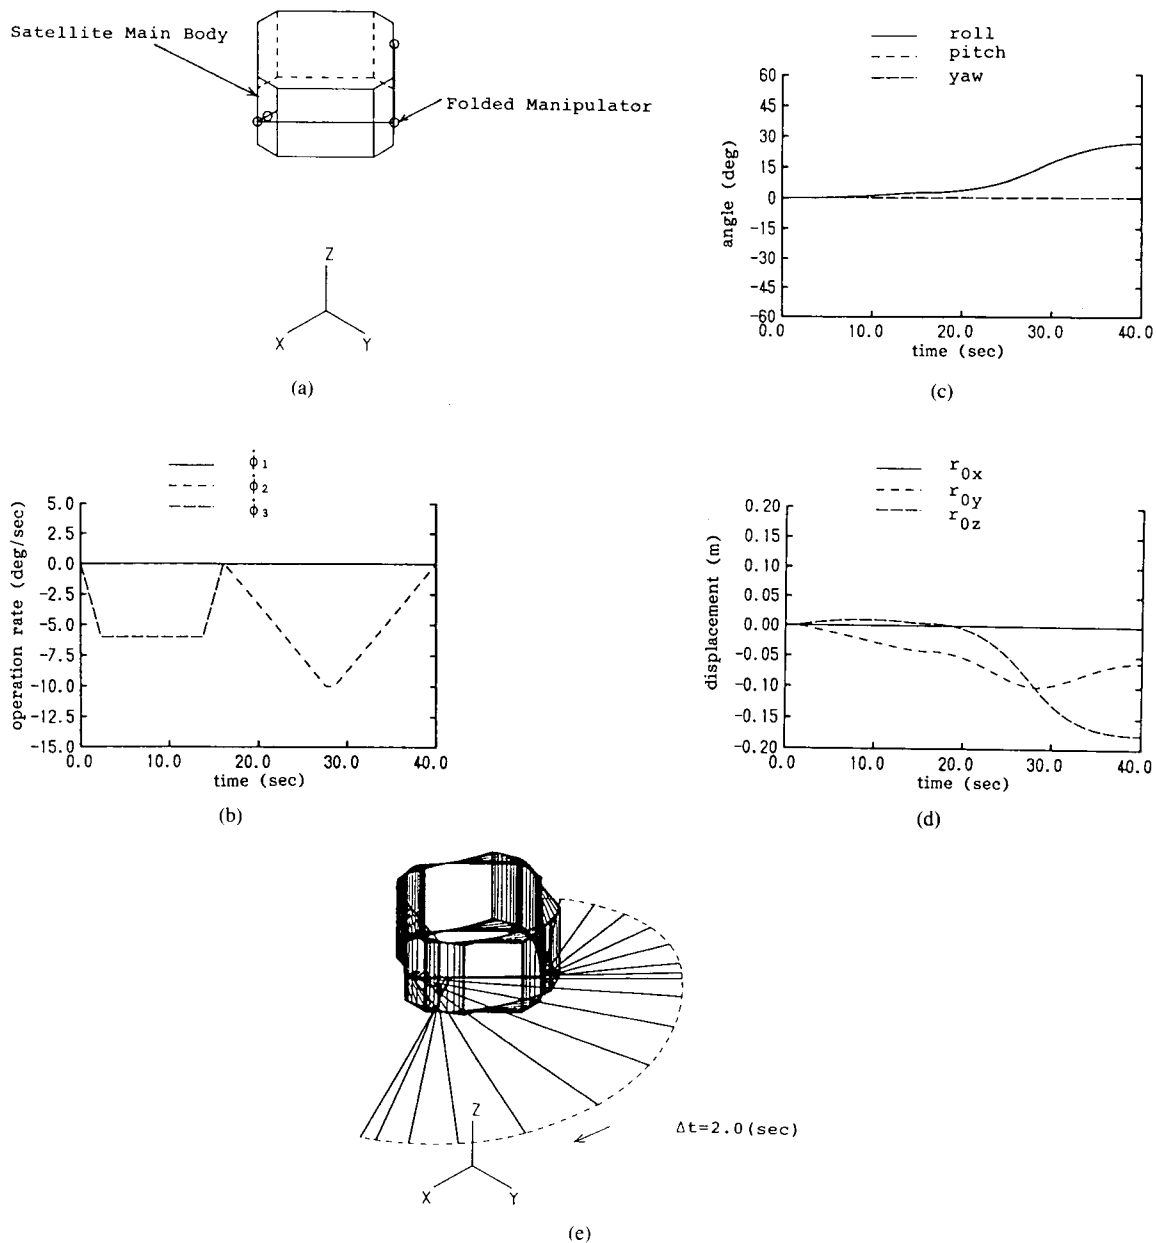 Satellite Main Body
Folded Manipulator
Z
X
Y
(a)
roll
pitch
yaw
60
45
30
15
0
-15
-30
-45
-60
angle (deg)
0.0
10.0
20.0
30.0
40.0
time (sec)
(c)
φ̇₁
φ̇₂
φ̇₃
5.0
2.5
0.0
-2.5
-5.0
-7.5
-10.0
-12.5
-15.0
operation rate (deg/sec)
0.0
10.0
20.0
30.0
40.0
time (sec)
(b)
r0x
r0y
r0z
0.20
0.15
0.10
0.05
0.00
-0.05
-0.10
-0.15
-0.20
displacement (m)
0.0
10.0
20.0
30.0
40.0
time (sec)
(d)
Z
X
Y
Δt=2.0(sec)
(e)